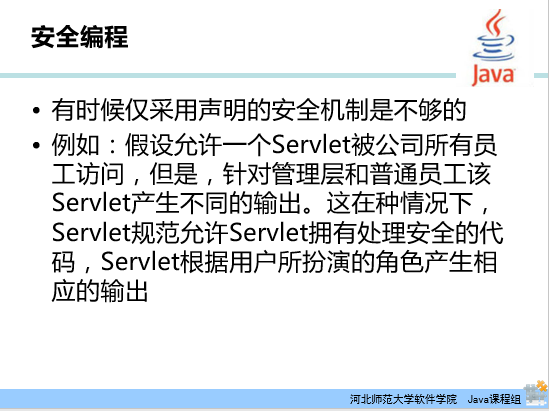 安全编程
Java
• 有时候仅采用声明的安全机制是不够的
• 例如：假设允许一个Servlet被公司所有员
工访问，但是，针对管理层和普通员工该
Servlet产生不同的输出。这在种情况下，
Servlet规范允许Servlet拥有处理安全的代
码，Servlet根据用户所扮演的角色产生相
应的输出
河北师范大学软件学院 Java课程组